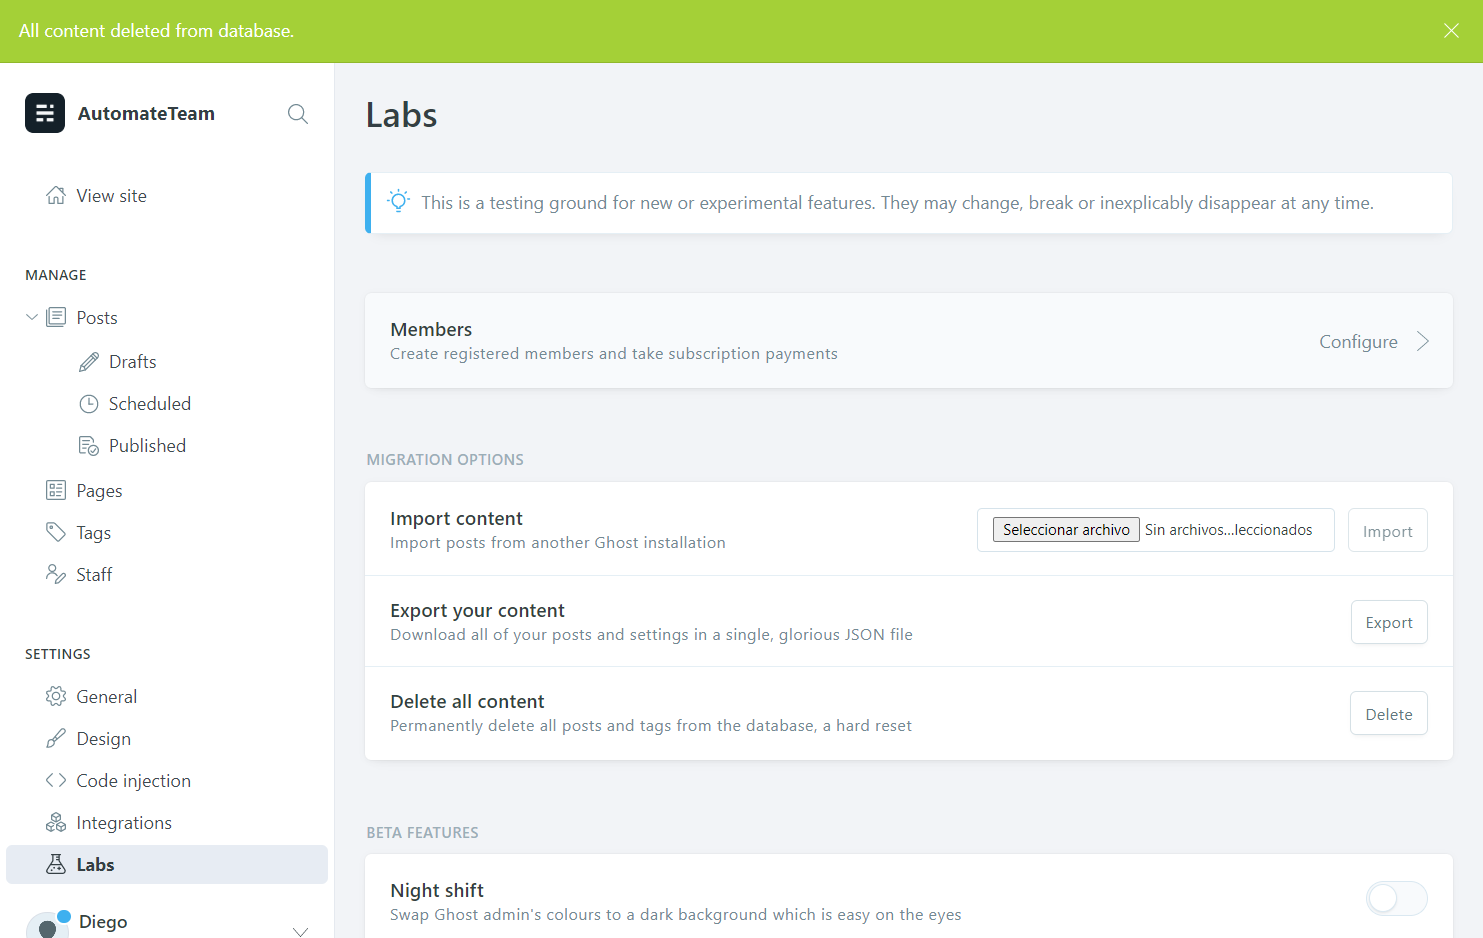 All content deleted from database.
AutomateTeam
View site
MANAGE
Posts
Drafts
Scheduled
Published
Pages
Tags
Staff
SETTINGS
General
Design
Code injection
Integrations
Labs
Diego
Labs
This is a testing ground for new or experimental features. They may change, break or inexplicably disappear at any time.
Members
Create registered members and take subscription payments
Configure
MIGRATION OPTIONS
Import content
Import posts from another Ghost installation
Seleccionar archivo Sin archivos...leccionados
Import
Export your content
Download all of your posts and settings in a single, glorious JSON file
Export
Delete all content
Permanently delete all posts and tags from the database, a hard reset
Delete
BETA FEATURES
Night shift
Swap Ghost admin's colours to a dark background which is easy on the eyes